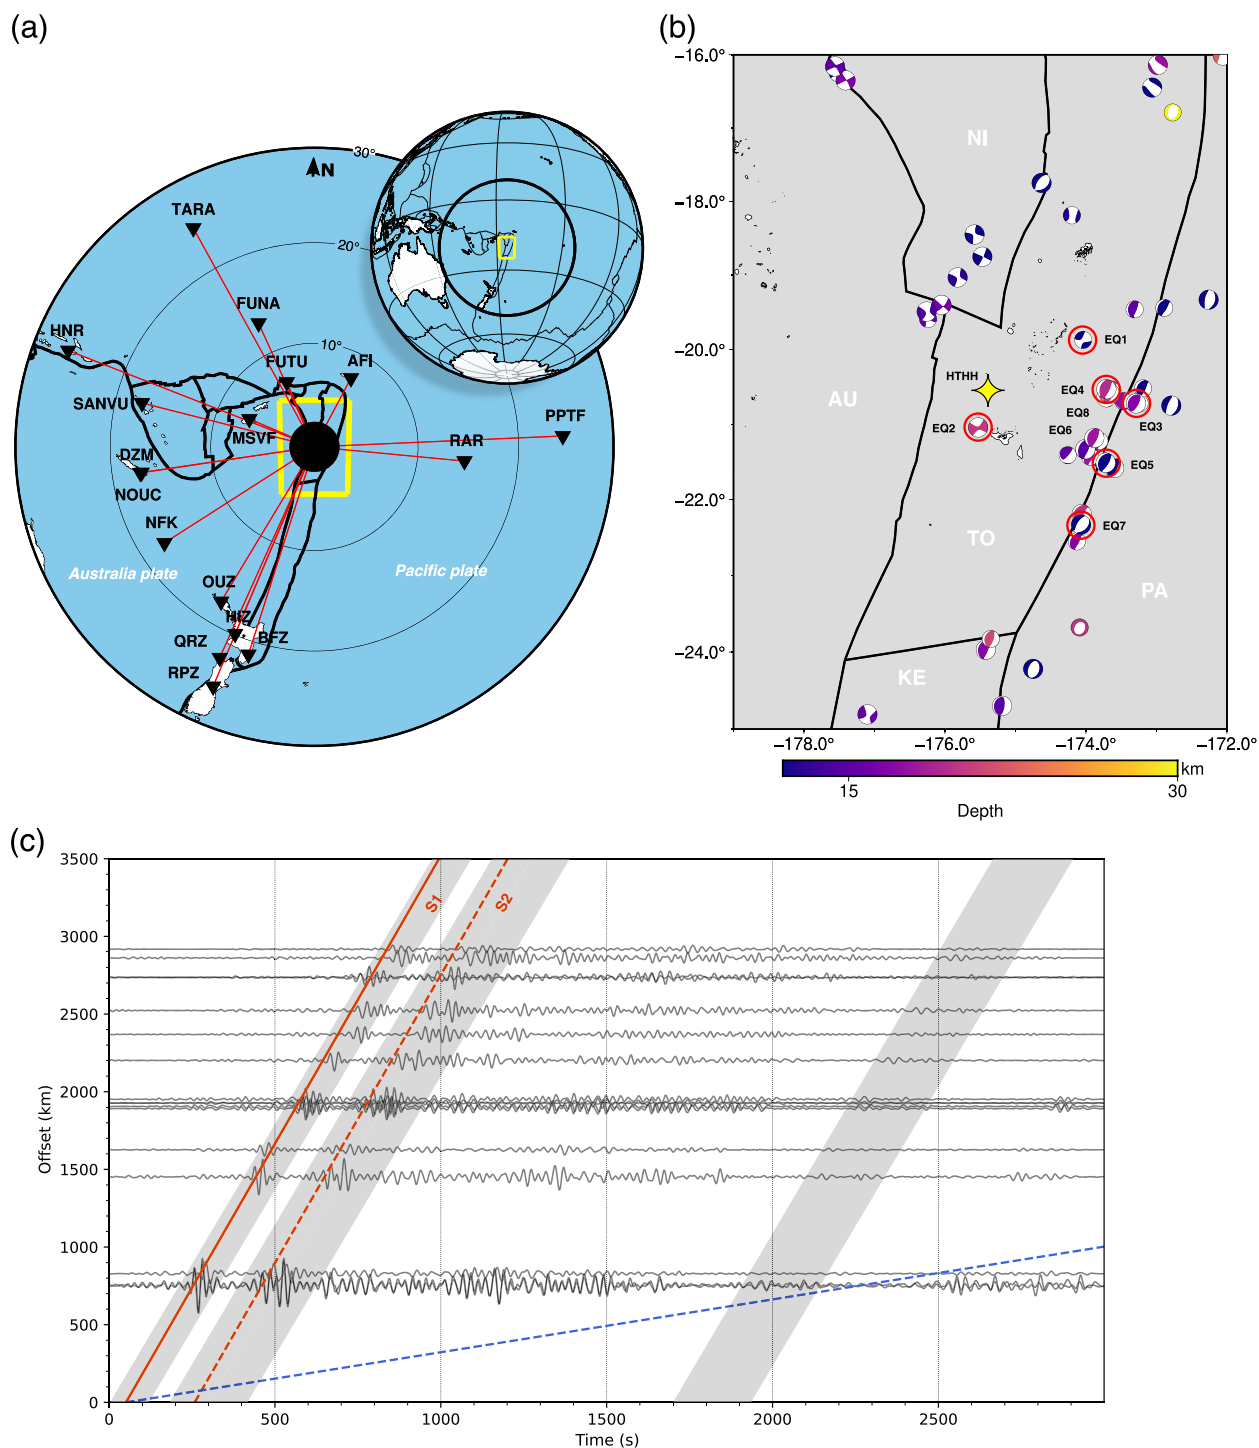 (a)
N
30°
20°
10°
TARA
FUNA
HNR
FUTU
AFI
SANVU
MSVF
PPTF
RAR
DZM
NOUC
NFK
Australia plate
Pacific plate
OUZ
HIZ
QRZ
BFZ
RPZ
(b)
−16.0°
−18.0°
−20.0°
−22.0°
−24.0°
NI
EQ1
HTHH
EQ4
AU
EQ8
EQ3
EQ2
EQ6
EQ5
EQ7
TO
PA
KE
−178.0°
−176.0°
−174.0°
−172.0°
km
15
30
Depth
(c)
3500
3000
2500
2000
1500
1000
500
0
Offset (km)
S1
S2
0
500
1000
1500
2000
2500
Time (s)